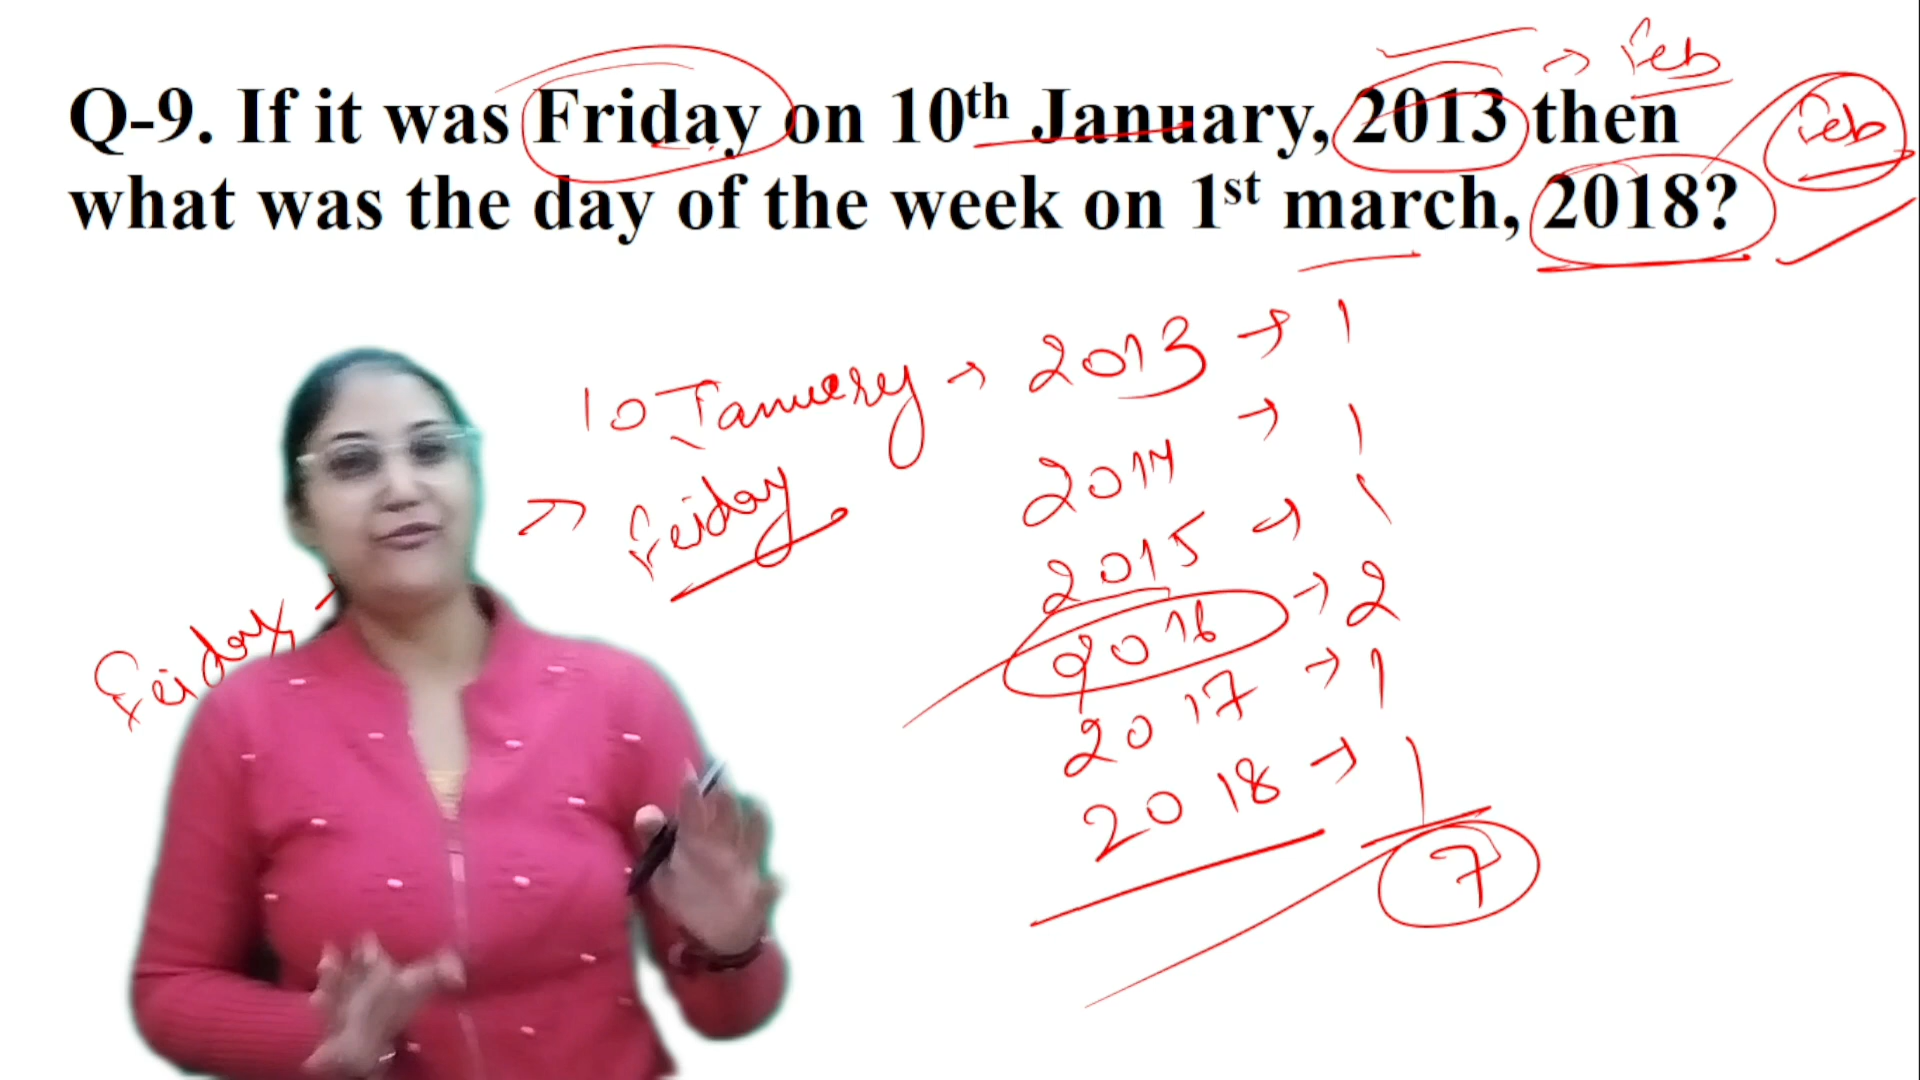 Q-9. If it was Friday on 10th January, 2013 then
what was the day of the week on 1st march, 2018?
→ Feb
Feb
10 January → 2013 → 1
→ Friday
2014 → 1
2015 → 1
Friday →
2016 → 2
2017 → 1
2018 → 1
7